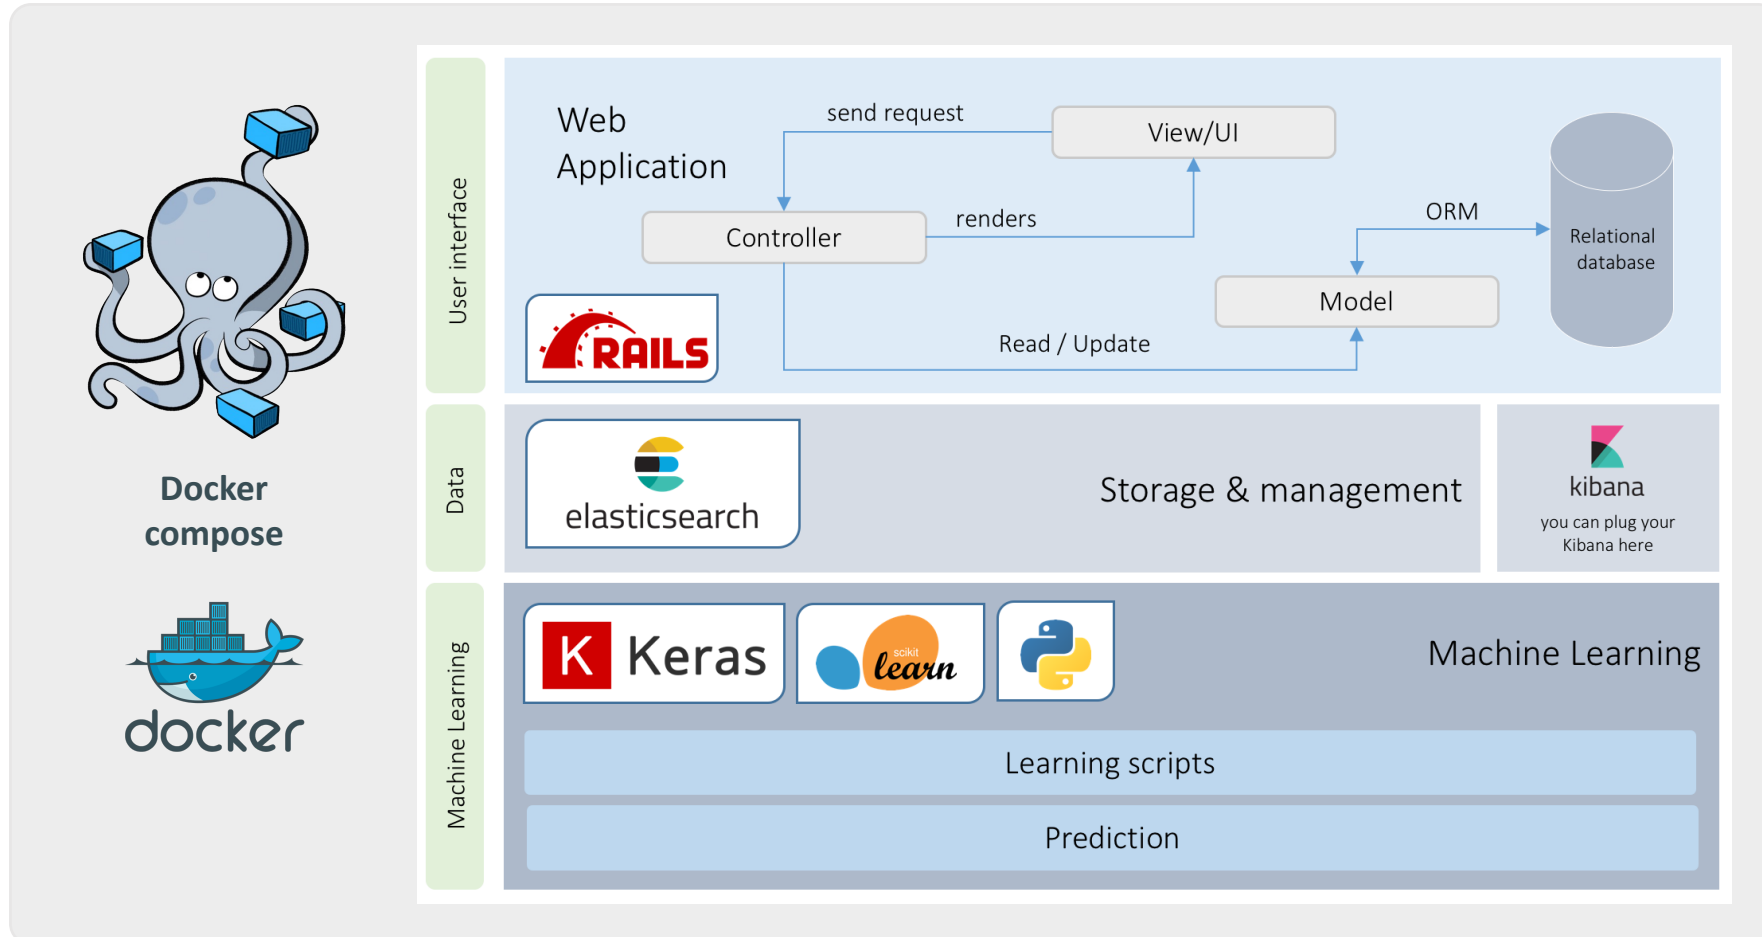 Docker
compose
docker
User interface
Web
Application
send request
View/UI
Controller
renders
ORM
Relational
database
Model
Read / Update
RAILS
Data
elasticsearch
Storage & management
kibana
you can plug your
Kibana here
Machine Learning
K Keras
scikit
learn
Machine Learning
Learning scripts
Prediction